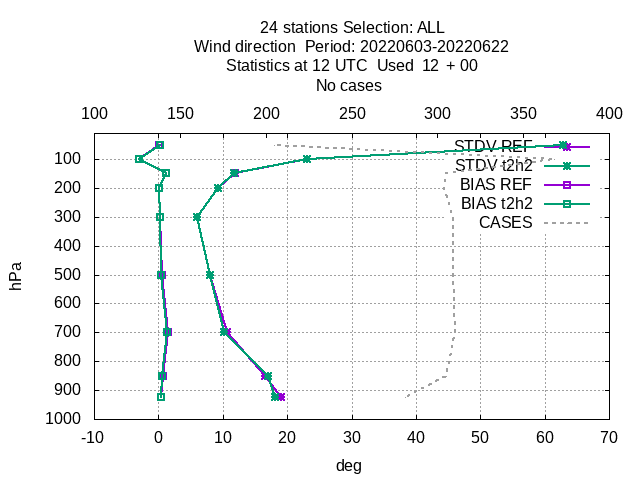 24 stations Selection: ALL
Wind direction  Period: 20220603-20220622
Statistics at 12 UTC  Used  12  + 00
No cases
100 150 200 250 300 350 400
STDV REF
100
STDV t2h2
200
BIAS REF
BIAS t2h2
300
CASES
400
hPa
500
600
700
800
900
1000
-10 0 10 20 30 40 50 60 70
deg